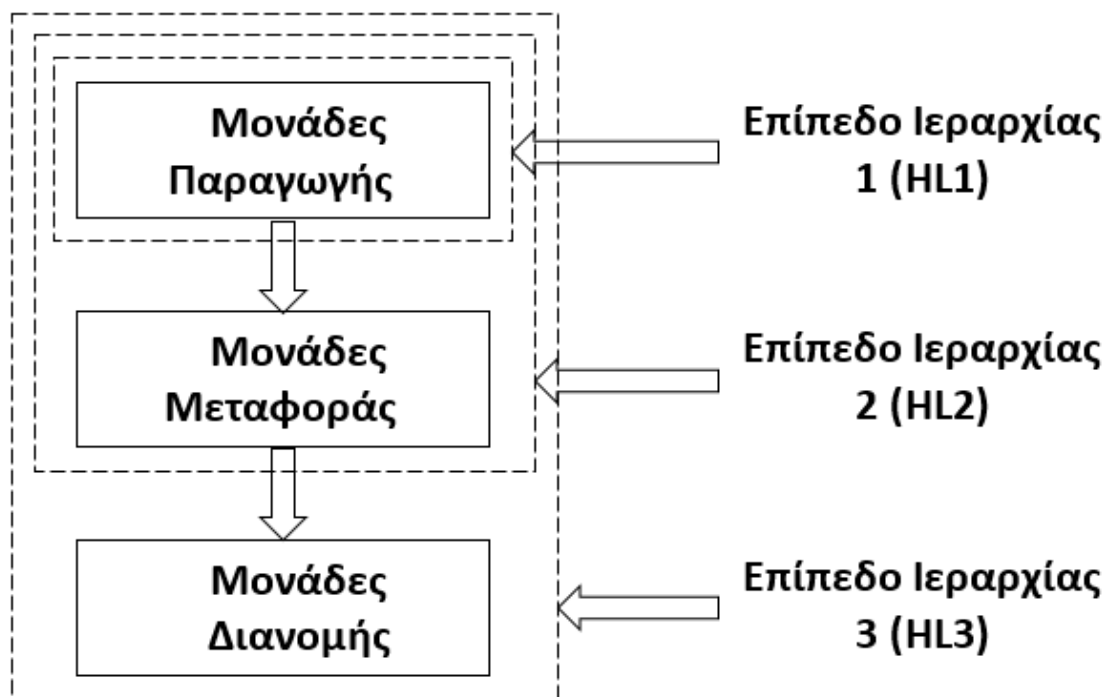 Μονάδες
Παραγωγής
Επίπεδο Ιεραρχίας
1 (HL1)
Μονάδες
Μεταφοράς
Επίπεδο Ιεραρχίας
2 (HL2)
Μονάδες
Διανομής
Επίπεδο Ιεραρχίας
3 (HL3)